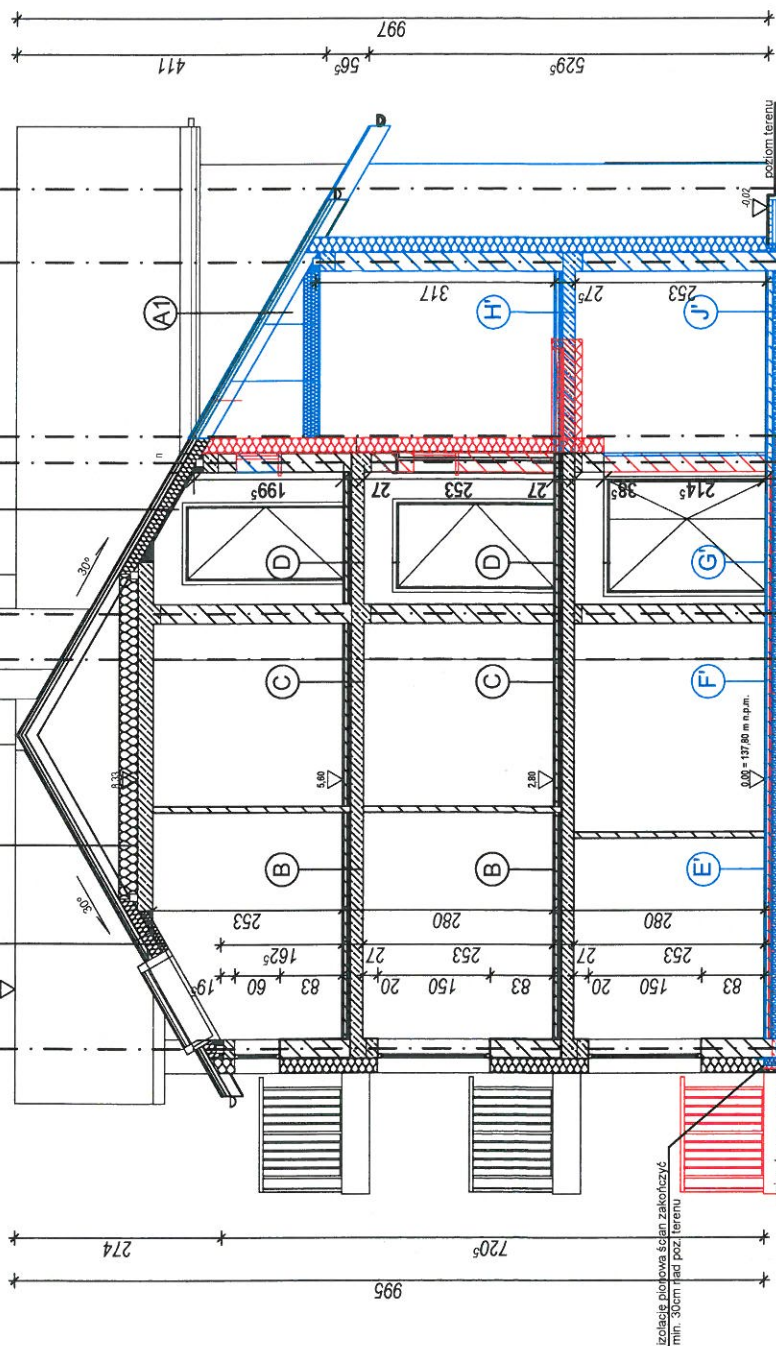 997
411
56⁵
529⁵
poziom terenu
-0,02
D
D
A1
317
H'
27⁵
253
J'
30°
199⁵
27
253
27
38⁵
214⁵
D
D
G'
C
C
F'
8,33
5,60
2,80
0,00 = 137,80 m n.p.m.
30°
B
B
E'
253
280
280
162⁵
27
253
27
253
19⁵
60
83
20
150
83
20
150
83
D
izolację pionową ścian zakończyć
min. 30cm nad poz. terenu
274
720⁵
995